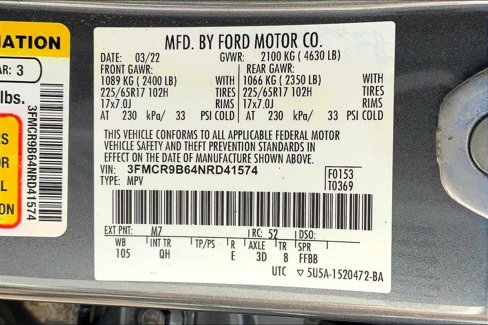 MATION
AR: 3
lbs.
S
OR
L
S
3FMCR9B64NRD41574
MFD. BY FORD MOTOR CO.
DATE: 03/22 GVWR: 2100 KG ( 4630 LB)
FRONT GAWR: REAR GAWR:
1089 KG ( 2400 LB) 1066 KG ( 2350 LB)
225/65R17 102H TIRES 225/65R17 102H TIRES
17x7.0J RIMS 17x7.0J RIMS
AT 230 kPa/ 33 PSI COLD AT 230 kPa/ 33 PSI COLD
THIS VEHICLE CONFORMS TO ALL APPLICABLE FEDERAL MOTOR
VEHICLE SAFETY AND THEFT PREVENTION STANDARDS IN
EFFECT ON THE DATE OF MANUFACTURE SHOWN ABOVE.
VIN: 3FMCR9B64NRD41574 F0153
TYPE: MPV T0369
EXT PNT: M7 RC: 52 DSO:
WB INT TR TP/PS R AXLE TR SPR
105 QH E 3D 8 FFBB
UTC ▽ 5U5A-1520472-BA